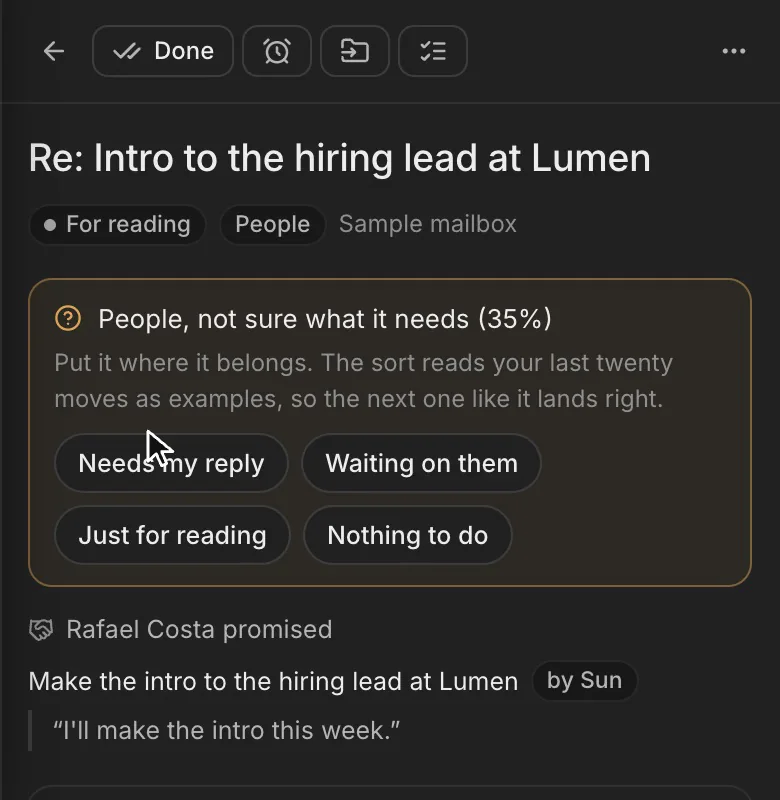 Done
Re: Intro to the hiring lead at Lumen
For reading People Sample mailbox
People, not sure what it needs (35%)
Put it where it belongs. The sort reads your last twenty
moves as examples, so the next one like it lands right.
Needs my reply Waiting on them
Just for reading Nothing to do
Rafael Costa promised
Make the intro to the hiring lead at Lumen by Sun
“I'll make the intro this week.”